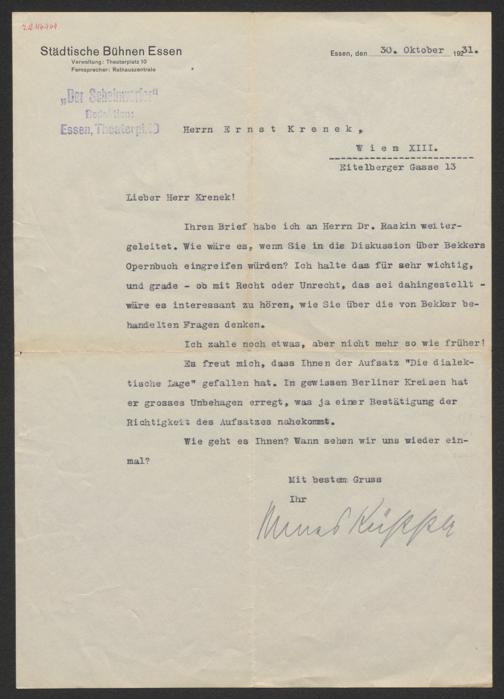 Städtische Bühnen Essen
Verwaltung: Theaterplatz 10
Fernsprecher: Rathauszentrale
Essen, den 30. Oktober 1931.
„Der Scheinwerfer"
Redaktion:
Essen, Theaterpl. 10
Herrn Ernst Krenek,
Wien XIII.
Eitelberger Gasse 13
Lieber Herr Krenek!
Ihren Brief habe ich an Herrn Dr. Raskin weiter-
geleitet. Wie wäre es, wenn Sie in die Diskussion über Bekkers
Opernbuch eingreifen würden? Ich halte das für sehr wichtig,
und grade - ob mit Recht oder Unrecht, das sei dahingestellt -
wäre es interessant zu hören, wie Sie über die von Bekker be-
handelten Fragen denken.
Ich zahle noch etwas, aber nicht mehr so wie früher!
Es freut mich, dass Ihnen der Aufsatz "Die dialek-
tische Lage" gefallen hat. In gewissen Berliner Kreisen hat
er grosses Unbehagen erregt, was ja einer Bestätigung der
Richtigkeit des Aufsatzes nahekommt.
Wie geht es Ihnen? Wann sehen wir uns wieder ein-
mal?
Mit bestem Gruss
Ihr